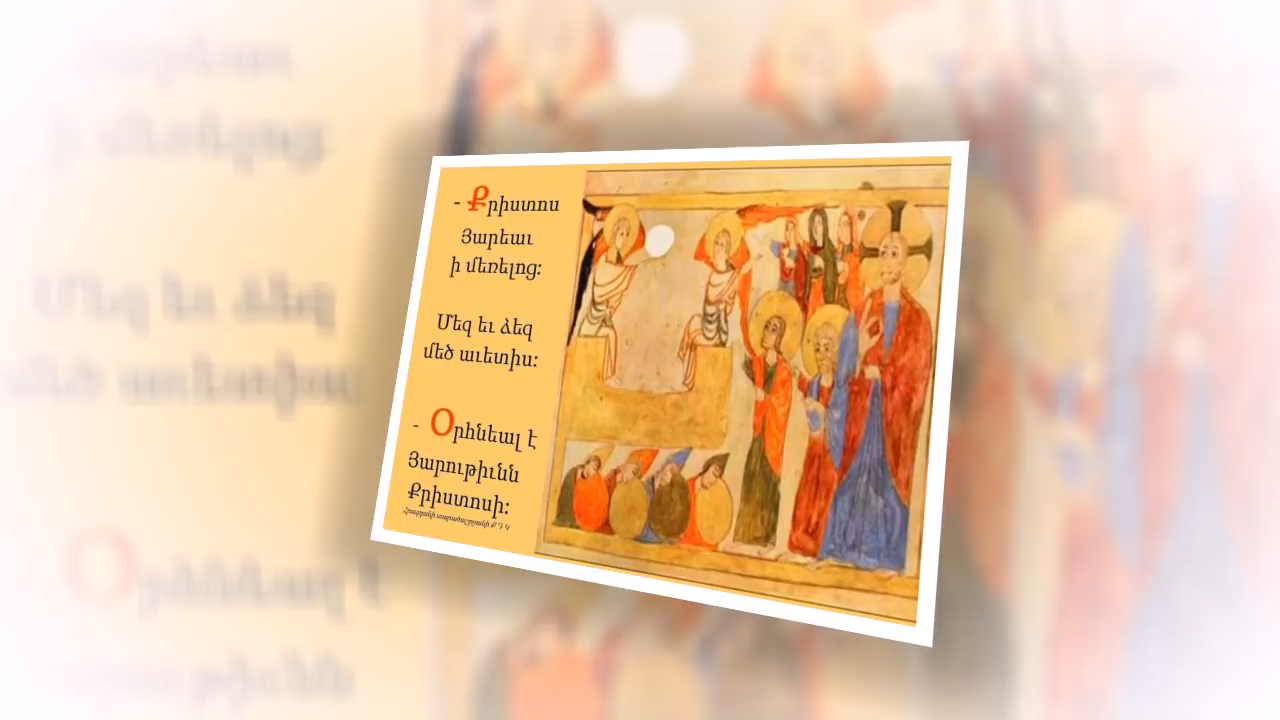 - Քրիստոս
Յարեաւ
ի մեռելոց:
Մեզ եւ ձեզ
մեծ աւետիս:
- Օրհնեալ է
Յարութիւնն
Քրիստոսի: